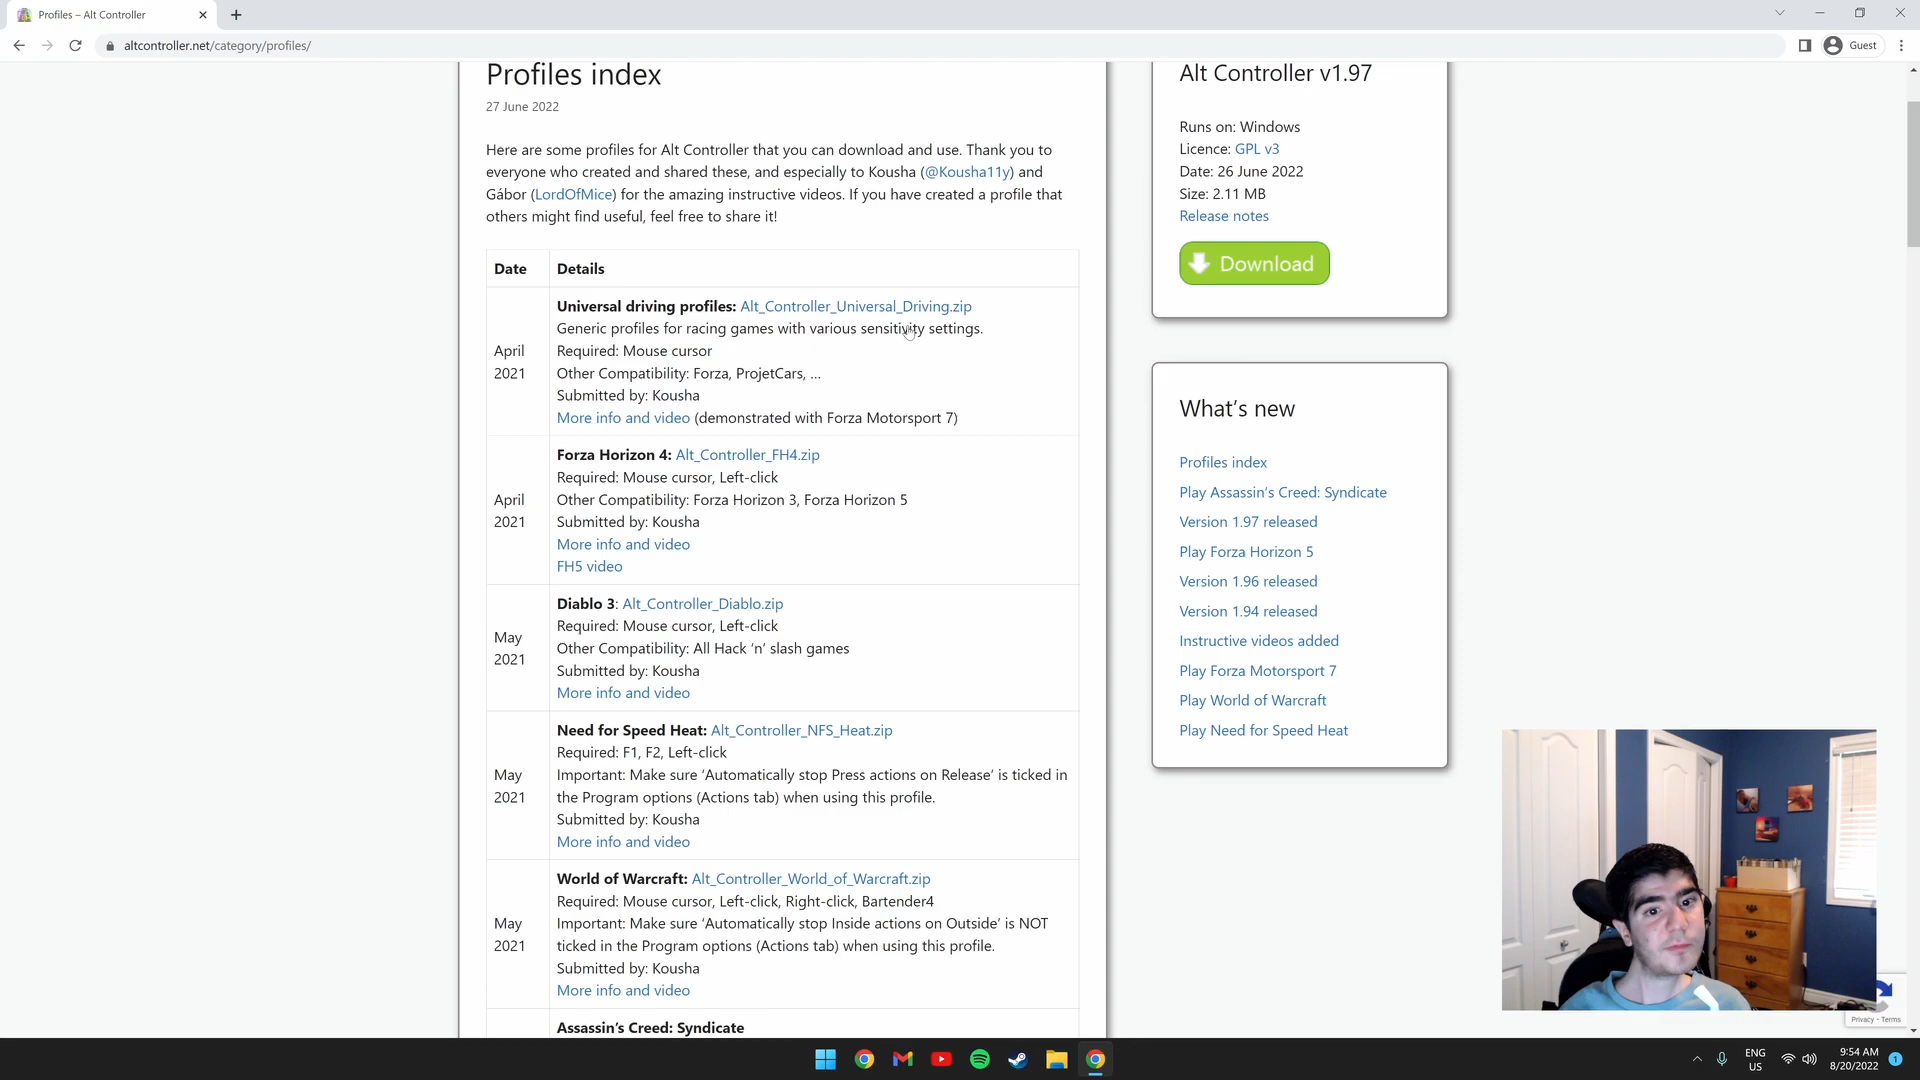 Profiles – Alt Controller
altcontroller.net/category/profiles/
Guest
Profiles index
27 June 2022
Here are some profiles for Alt Controller that you can download and use. Thank you to
everyone who created and shared these, and especially to Kousha (@Kousha11y) and
Gábor (LordOfMice) for the amazing instructive videos. If you have created a profile that
others might find useful, feel free to share it!
Date
Details
April
2021
Universal driving profiles: Alt_Controller_Universal_Driving.zip
Generic profiles for racing games with various sensitivity settings.
Required: Mouse cursor
Other Compatibility: Forza, ProjetCars, ...
Submitted by: Kousha
More info and video (demonstrated with Forza Motorsport 7)
April
2021
Forza Horizon 4: Alt_Controller_FH4.zip
Required: Mouse cursor, Left-click
Other Compatibility: Forza Horizon 3, Forza Horizon 5
Submitted by: Kousha
More info and video
FH5 video
May
2021
Diablo 3: Alt_Controller_Diablo.zip
Required: Mouse cursor, Left-click
Other Compatibility: All Hack ‘n’ slash games
Submitted by: Kousha
More info and video
May
2021
Need for Speed Heat: Alt_Controller_NFS_Heat.zip
Required: F1, F2, Left-click
Important: Make sure ‘Automatically stop Press actions on Release’ is ticked in
the Program options (Actions tab) when using this profile.
Submitted by: Kousha
More info and video
May
2021
World of Warcraft: Alt_Controller_World_of_Warcraft.zip
Required: Mouse cursor, Left-click, Right-click, Bartender4
Important: Make sure ‘Automatically stop Inside actions on Outside’ is NOT
ticked in the Program options (Actions tab) when using this profile.
Submitted by: Kousha
More info and video
Assassin’s Creed: Syndicate
Alt Controller v1.97
Runs on: Windows
Licence: GPL v3
Date: 26 June 2022
Size: 2.11 MB
Release notes
Download
What’s new
Profiles index
Play Assassin’s Creed: Syndicate
Version 1.97 released
Play Forza Horizon 5
Version 1.96 released
Version 1.94 released
Instructive videos added
Play Forza Motorsport 7
Play World of Warcraft
Play Need for Speed Heat
Privacy - Terms
ENG
US
9:54 AM
8/20/2022
1